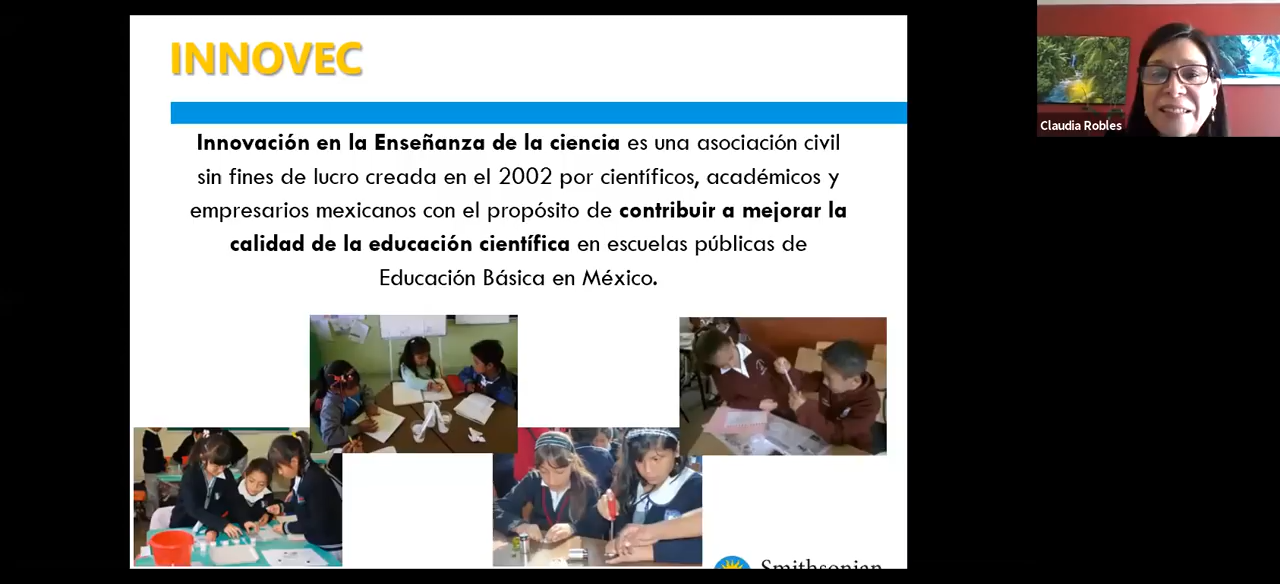 INNOVEC
Innovación en la Enseñanza de la ciencia es una asociación civil
sin fines de lucro creada en el 2002 por científicos, académicos y
empresarios mexicanos con el propósito de contribuir a mejorar la
calidad de la educación científica en escuelas públicas de
Educación Básica en México.
Smithsonian
Claudia Robles